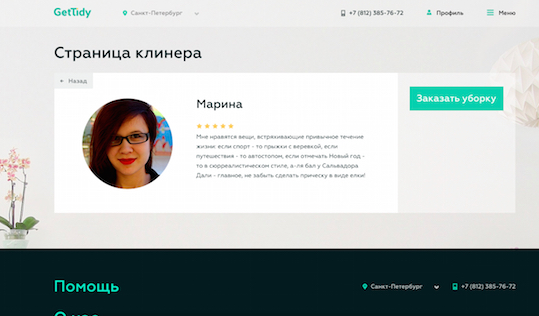 GetTidy
Санкт-Петербург
+7 (812) 385-76-72
Профиль
Меню
Страница клинера
← Назад
Марина
Заказать уборку
Мне нравятся вещи, встряхивающие привычное течение
жизни: если спорт - то прыжки с веревкой, если
путешествия - то автостопом, если отмечать Новый год -
то в сюрреалистическом стиле, а-ля бал у Сальвадора
Дали - главное, не забыть сделать прическу в виде елки!
Помощь
Санкт-Петербург
+7 (812) 385-76-72
О нас